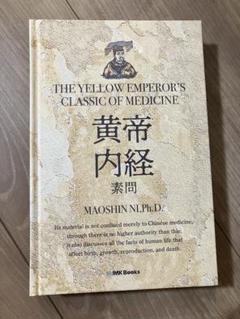 THE YELLOW EMPEROR'S
CLASSIC OF MEDICINE
黄帝
内経
素問
MAOSHIN NI,Ph.D.
Its material is not confined merely to Chinese medicine,
through there is no higher authority than this.
It also discusses all the facts of human life that
affect birth, growth, reproduction, and death.
IMK Books